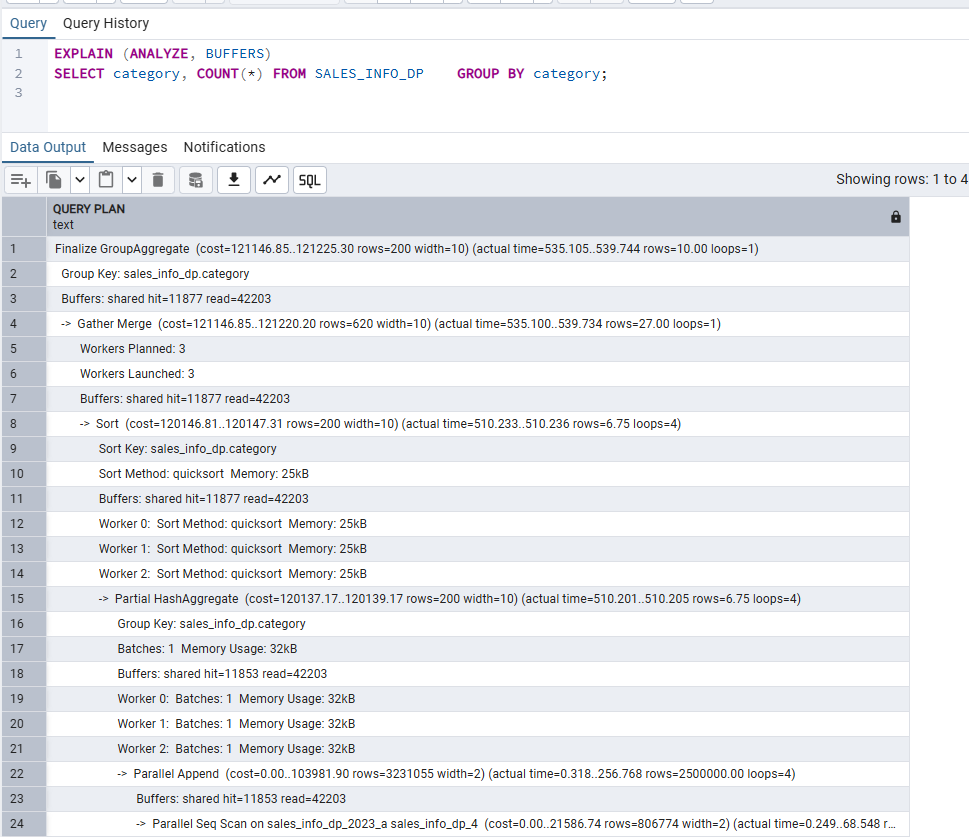 Query Query History
1 EXPLAIN (ANALYZE, BUFFERS)
2 SELECT category, COUNT(*) FROM SALES_INFO_DP GROUP BY category;
3
Data Output Messages Notifications
SQL Showing rows: 1 to 4
QUERY PLAN
text
1 Finalize GroupAggregate (cost=121146.85..121225.30 rows=200 width=10) (actual time=535.105..539.744 rows=10.00 loops=1)
2 Group Key: sales_info_dp.category
3 Buffers: shared hit=11877 read=42203
4 -> Gather Merge (cost=121146.85..121220.20 rows=620 width=10) (actual time=535.100..539.734 rows=27.00 loops=1)
5 Workers Planned: 3
6 Workers Launched: 3
7 Buffers: shared hit=11877 read=42203
8 -> Sort (cost=120146.81..120147.31 rows=200 width=10) (actual time=510.233..510.236 rows=6.75 loops=4)
9 Sort Key: sales_info_dp.category
10 Sort Method: quicksort Memory: 25kB
11 Buffers: shared hit=11877 read=42203
12 Worker 0: Sort Method: quicksort Memory: 25kB
13 Worker 1: Sort Method: quicksort Memory: 25kB
14 Worker 2: Sort Method: quicksort Memory: 25kB
15 -> Partial HashAggregate (cost=120137.17..120139.17 rows=200 width=10) (actual time=510.201..510.205 rows=6.75 loops=4)
16 Group Key: sales_info_dp.category
17 Batches: 1 Memory Usage: 32kB
18 Buffers: shared hit=11853 read=42203
19 Worker 0: Batches: 1 Memory Usage: 32kB
20 Worker 1: Batches: 1 Memory Usage: 32kB
21 Worker 2: Batches: 1 Memory Usage: 32kB
22 -> Parallel Append (cost=0.00..103981.90 rows=3231055 width=2) (actual time=0.318..256.768 rows=2500000.00 loops=4)
23 Buffers: shared hit=11853 read=42203
24 -> Parallel Seq Scan on sales_info_dp_2023_a sales_info_dp_4 (cost=0.00..21586.74 rows=806774 width=2) (actual time=0.249..68.548 r...